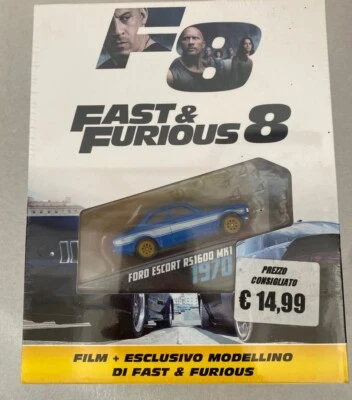 F8
FAST &
FURIOUS 8
FORD ESCORT RS1600 MK1
1970
PREZZO
CONSIGLIATO
€ 14,99
FILM + ESCLUSIVO MODELLINO
DI FAST & FURIOUS